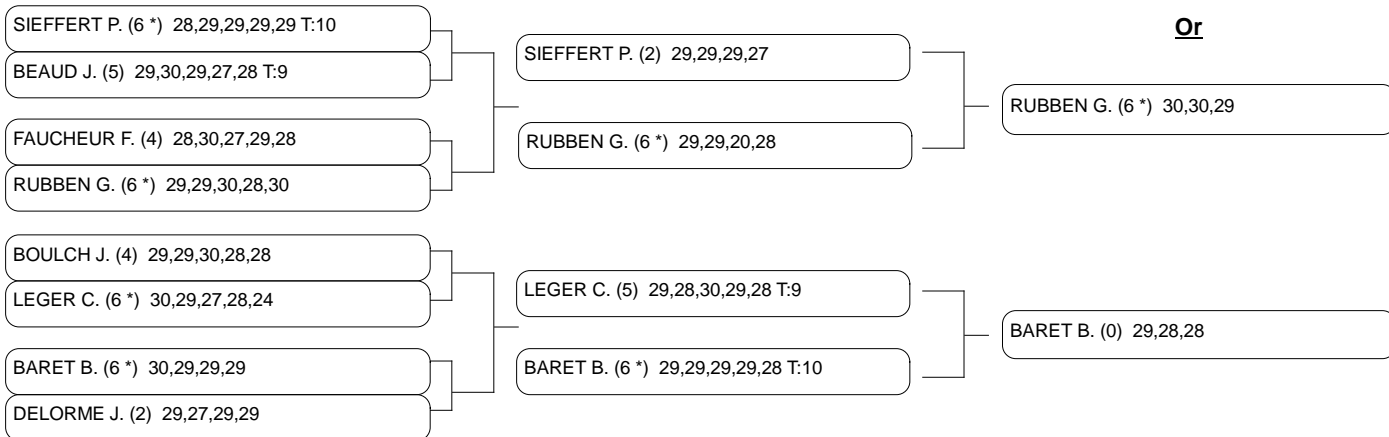 SIEFFERT P. (6 *) 28,29,29,29,29 T:10
BEAUD J. (5) 29,30,29,27,28 T:9
FAUCHEUR F. (4) 28,30,27,29,28
RUBBEN G. (6 *) 29,29,30,28,30
BOULCH J. (4) 29,29,30,28,28
LEGER C. (6 *) 30,29,27,28,24
BARET B. (6 *) 30,29,29,29
DELORME J. (2) 29,27,29,29
SIEFFERT P. (2) 29,29,29,27
RUBBEN G. (6 *) 29,29,20,28
LEGER C. (5) 29,28,30,29,28 T:9
BARET B. (6 *) 29,29,29,29,28 T:10
Or
RUBBEN G. (6 *) 30,30,29
BARET B. (0) 29,28,28